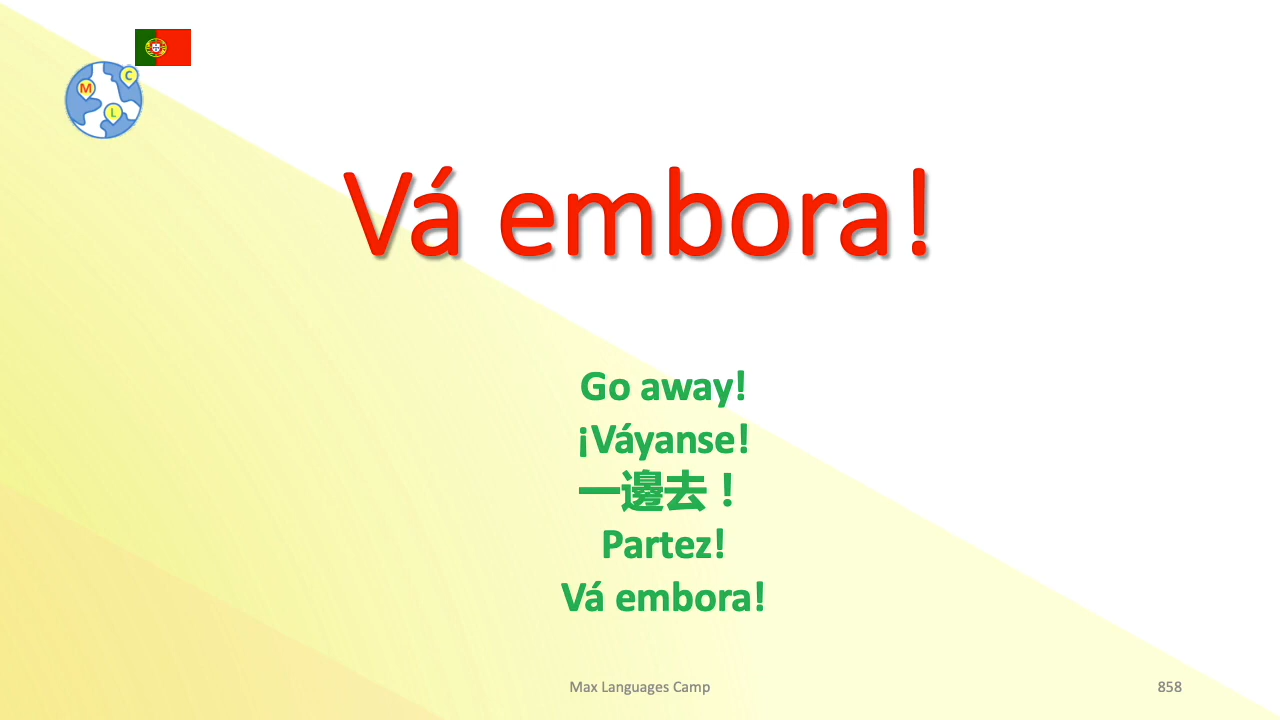 C
M
L
Vá embora!
Go away!
¡Váyanse!
一邊去！
Partez!
Vá embora!
Max Languages Camp
858